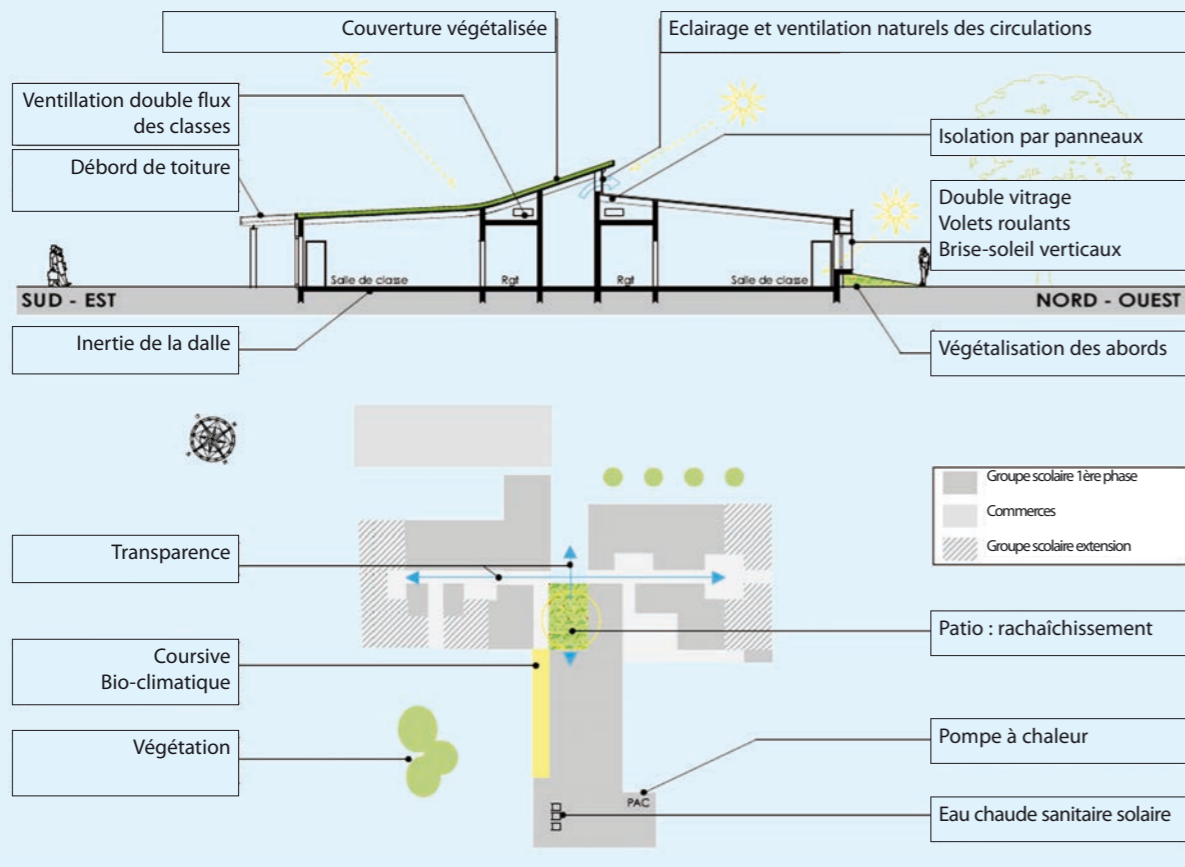 Couverture végétalisée
Eclairage et ventilation naturels des circulations
Ventillation double flux
des classes
Isolation par panneaux
Débord de toiture
Double vitrage
Volets roulants
Brise-soleil verticaux
Salle de classe
Rgt
Rgt
Salle de classe
SUD - EST
NORD - OUEST
Inertie de la dalle
Végétalisation des abords
Groupe scolaire 1ère phase
Commerces
Groupe scolaire extension
Transparence
Patio : rachaîchissement
Coursive
Bio-climatique
Végétation
Pompe à chaleur
PAC
Eau chaude sanitaire solaire